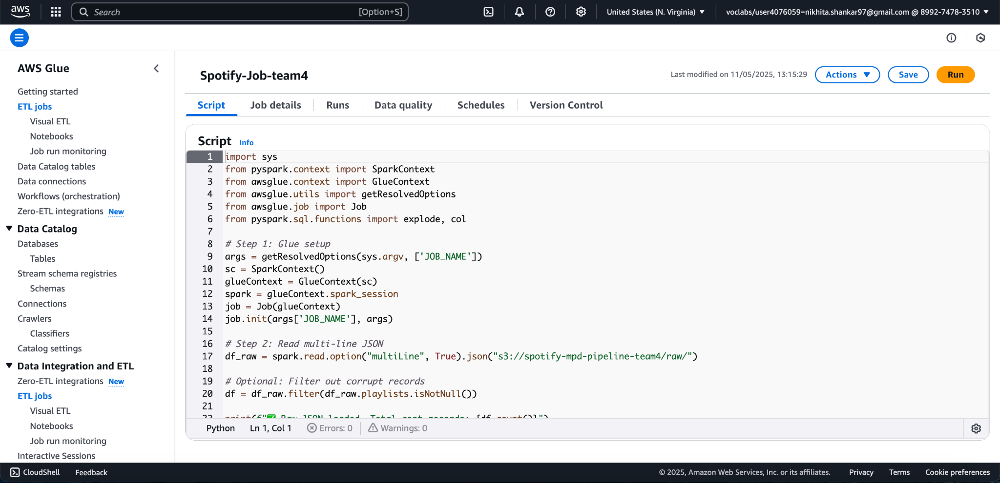 aws
Search
[Option+S]
United States (N. Virginia)
voclabs/user4076059=nikhita.shankar97@gmail.com @ 8992-7478-3510
AWS Glue
Getting started
ETL jobs
Visual ETL
Notebooks
Job run monitoring
Data Catalog tables
Data connections
Workflows (orchestration)
Zero-ETL integrations New
Data Catalog
Databases
Tables
Stream schema registries
Schemas
Connections
Crawlers
Classifiers
Catalog settings
Data Integration and ETL
Zero-ETL integrations New
ETL jobs
Visual ETL
Notebooks
Job run monitoring
Interactive Sessions
Spotify-Job-team4
Last modified on 11/05/2025, 13:15:29
Actions
Save
Run
Script
Job details
Runs
Data quality
Schedules
Version Control
Script Info
1 import sys
2 from pyspark.context import SparkContext
3 from awsglue.context import GlueContext
4 from awsglue.utils import getResolvedOptions
5 from awsglue.job import Job
6 from pyspark.sql.functions import explode, col
7
8 # Step 1: Glue setup
9 args = getResolvedOptions(sys.argv, ['JOB_NAME'])
10 sc = SparkContext()
11 glueContext = GlueContext(sc)
12 spark = glueContext.spark_session
13 job = Job(glueContext)
14 job.init(args['JOB_NAME'], args)
15
16 # Step 2: Read multi-line JSON
17 df_raw = spark.read.option("multiLine", True).json("s3://spotify-mpd-pipeline-team4/raw/")
18
19 # Optional: Filter out corrupt records
20 df = df_raw.filter(df_raw.playlists.isNotNull())
21
22 print(f"✅ Raw JSON loaded. Total root records: {df.count()}")
Python
Ln 1, Col 1
Errors: 0
Warnings: 0
CloudShell
Feedback
© 2025, Amazon Web Services, Inc. or its affiliates.
Privacy
Terms
Cookie preferences